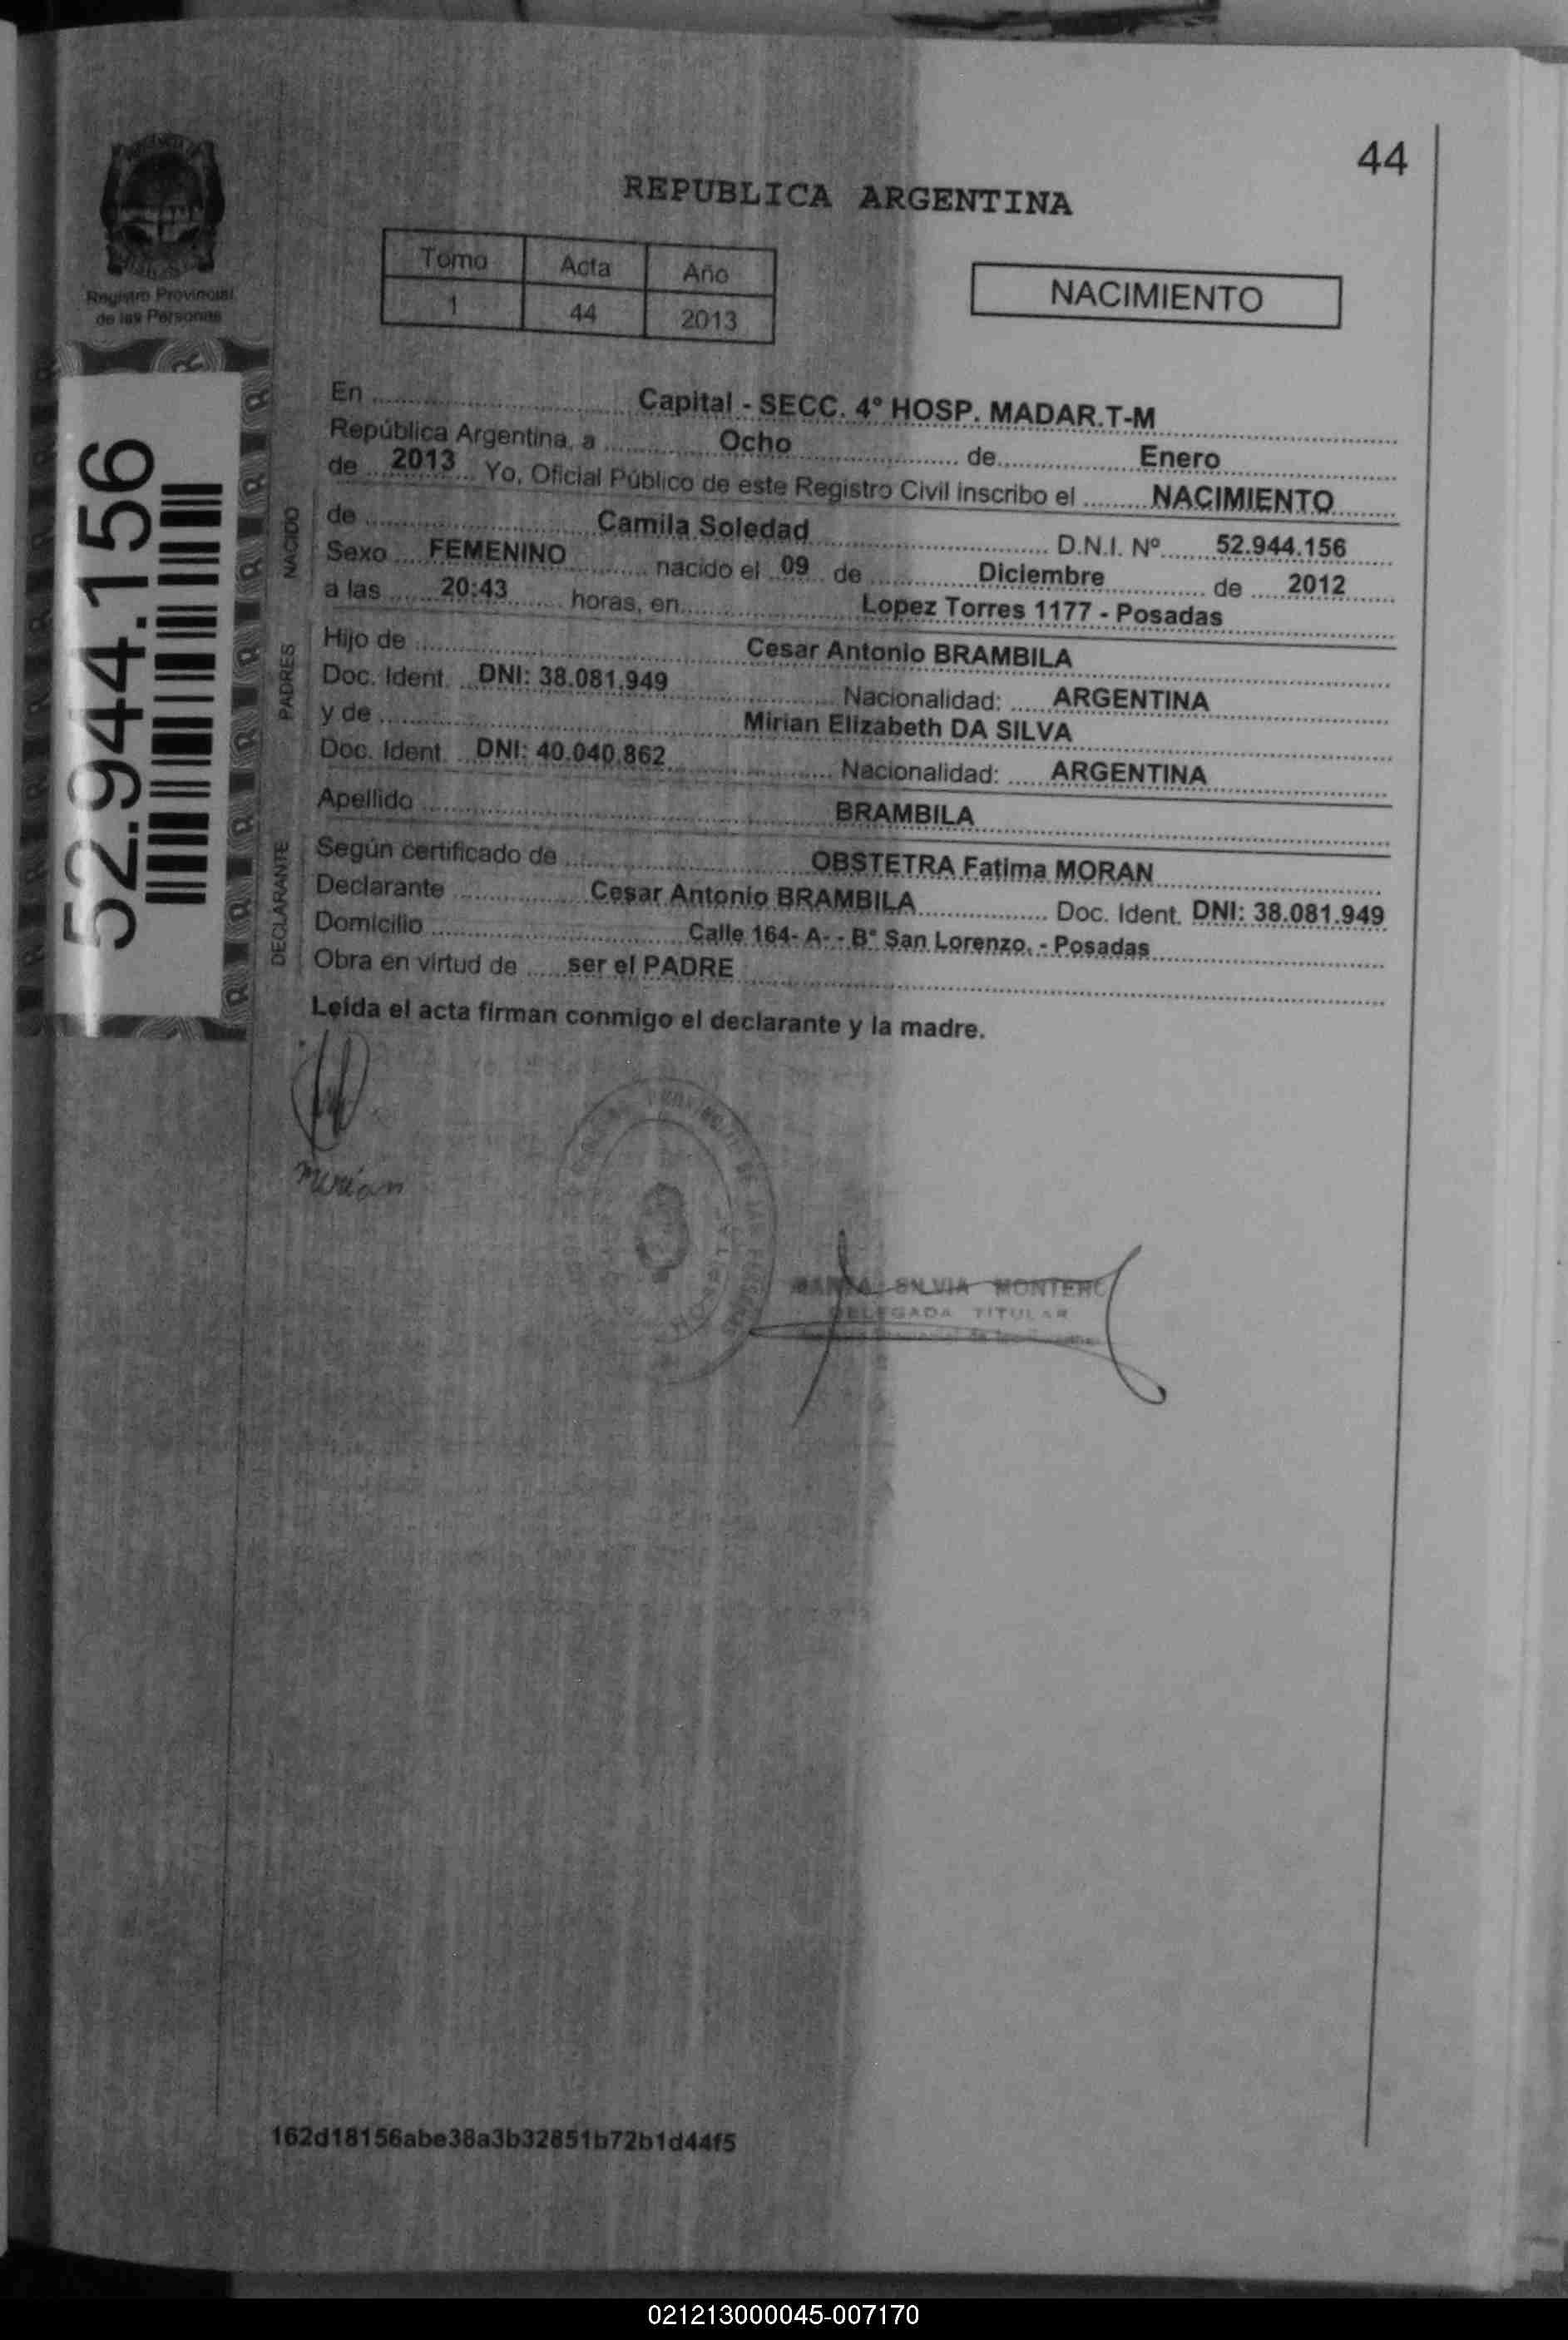 44
REPUBLICA ARGENTINA
Registro Provincial
de las Personas
Tomo Acta Año
1 44 2013
NACIMIENTO
52.944.156
En Capital - SECC. 4° HOSP. MADAR.T-M
República Argentina, a Ocho de Enero
de 2013 Yo, Oficial Público de este Registro Civil inscribo el NACIMIENTO
NACIDO
de Camila Soledad D.N.I. Nº 52.944.156
Sexo FEMENINO nacido el 09 de Diciembre de 2012
a las 20:43 horas, en Lopez Torres 1177 - Posadas
PADRES
Hijo de Cesar Antonio BRAMBILA
Doc. Ident. DNI: 38.081.949 Nacionalidad: ARGENTINA
y de Mirian Elizabeth DA SILVA
Doc. Ident. DNI: 40.040.862 Nacionalidad: ARGENTINA
Apellido BRAMBILA
DECLARANTE
Según certificado de OBSTETRA Fatima MORAN
Declarante Cesar Antonio BRAMBILA Doc. Ident. DNI: 38.081.949
Domicilio Calle 164- A- - B° San Lorenzo. - Posadas
Obra en virtud de ser el PADRE
Leida el acta firman conmigo el declarante y la madre.
Mirian
SILVIA MONTERO
DELEGADA TITULAR
162d18156abe38a3b32851b72b1d44f5
021213000045-007170